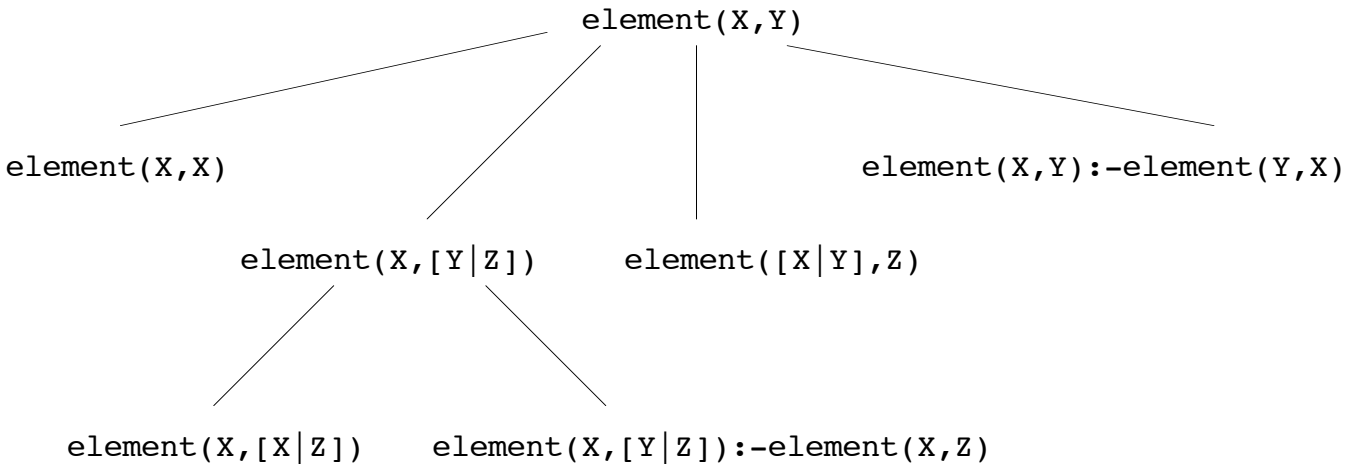 element(X,Y)
element(X,X)
element(X,Y):-element(Y,X)
element(X,[Y|Z])
element([X|Y],Z)
element(X,[X|Z])
element(X,[Y|Z]):-element(X,Z)